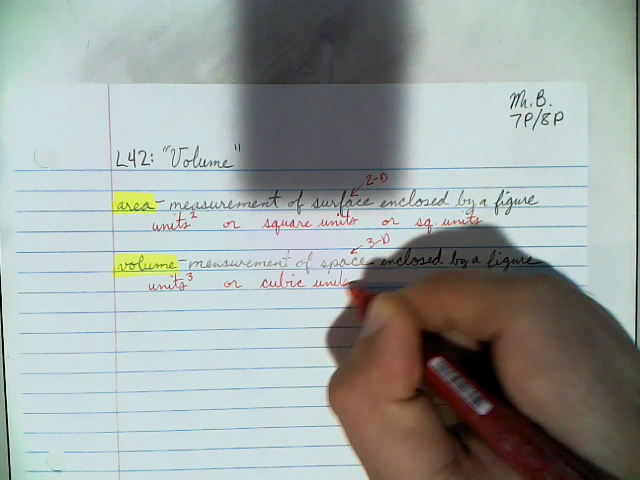 Mr. B.
7P/8P
L42: "Volume"
2-D
area - measurement of surface enclosed by a figure
units² or square units or sq. units
3-D
volume - measurement of space enclosed by a figure
units³ or cubic units